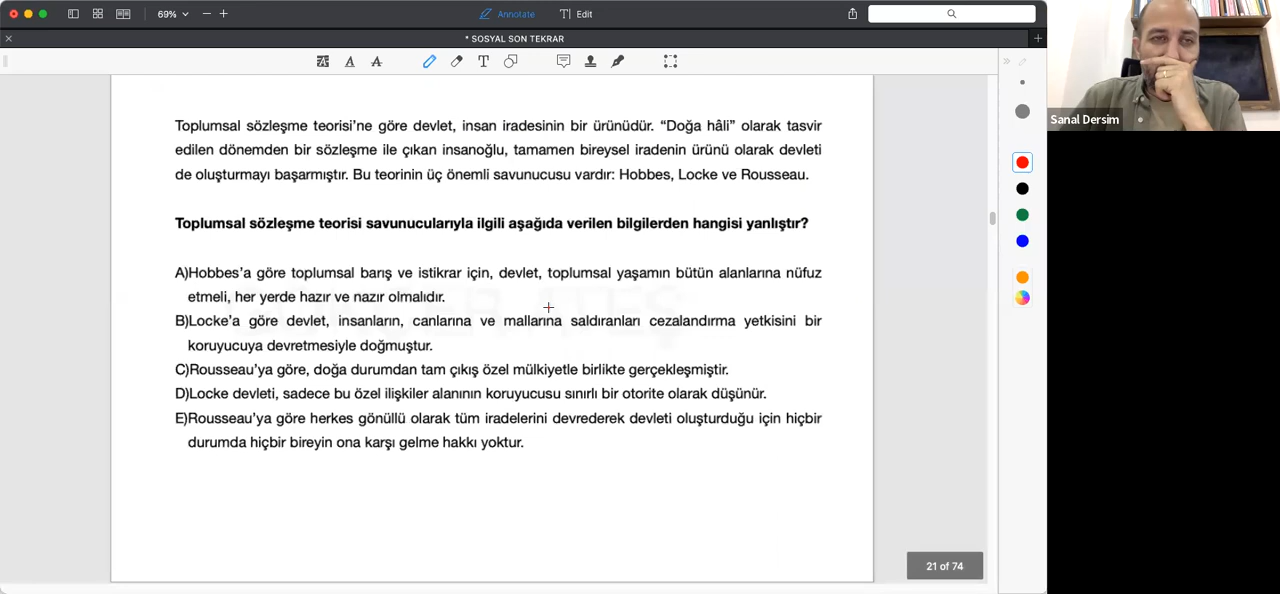 69%
Annotate
Edit
* SOSYAL SON TEKRAR
Toplumsal sözleşme teorisi’ne göre devlet, insan iradesinin bir ürünüdür. “Doğa hâli” olarak tasvir
edilen dönemden bir sözleşme ile çıkan insanoğlu, tamamen bireysel iradenin ürünü olarak devleti
de oluşturmayı başarmıştır. Bu teorinin üç önemli savunucusu vardır: Hobbes, Locke ve Rousseau.
Toplumsal sözleşme teorisi savunucularıyla ilgili aşağıda verilen bilgilerden hangisi yanlıştır?
A)Hobbes’a göre toplumsal barış ve istikrar için, devlet, toplumsal yaşamın bütün alanlarına nüfuz
etmeli, her yerde hazır ve nazır olmalıdır.
B)Locke’a göre devlet, insanların, canlarına ve mallarına saldıranları cezalandırma yetkisini bir
koruyucuya devretmesiyle doğmuştur.
C)Rousseau’ya göre, doğa durumdan tam çıkış özel mülkiyetle birlikte gerçekleşmiştir.
D)Locke devleti, sadece bu özel ilişkiler alanının koruyucusu sınırlı bir otorite olarak düşünür.
E)Rousseau’ya göre herkes gönüllü olarak tüm iradelerini devrederek devleti oluşturduğu için hiçbir
durumda hiçbir bireyin ona karşı gelme hakkı yoktur.
21 of 74
Sanal Dersim